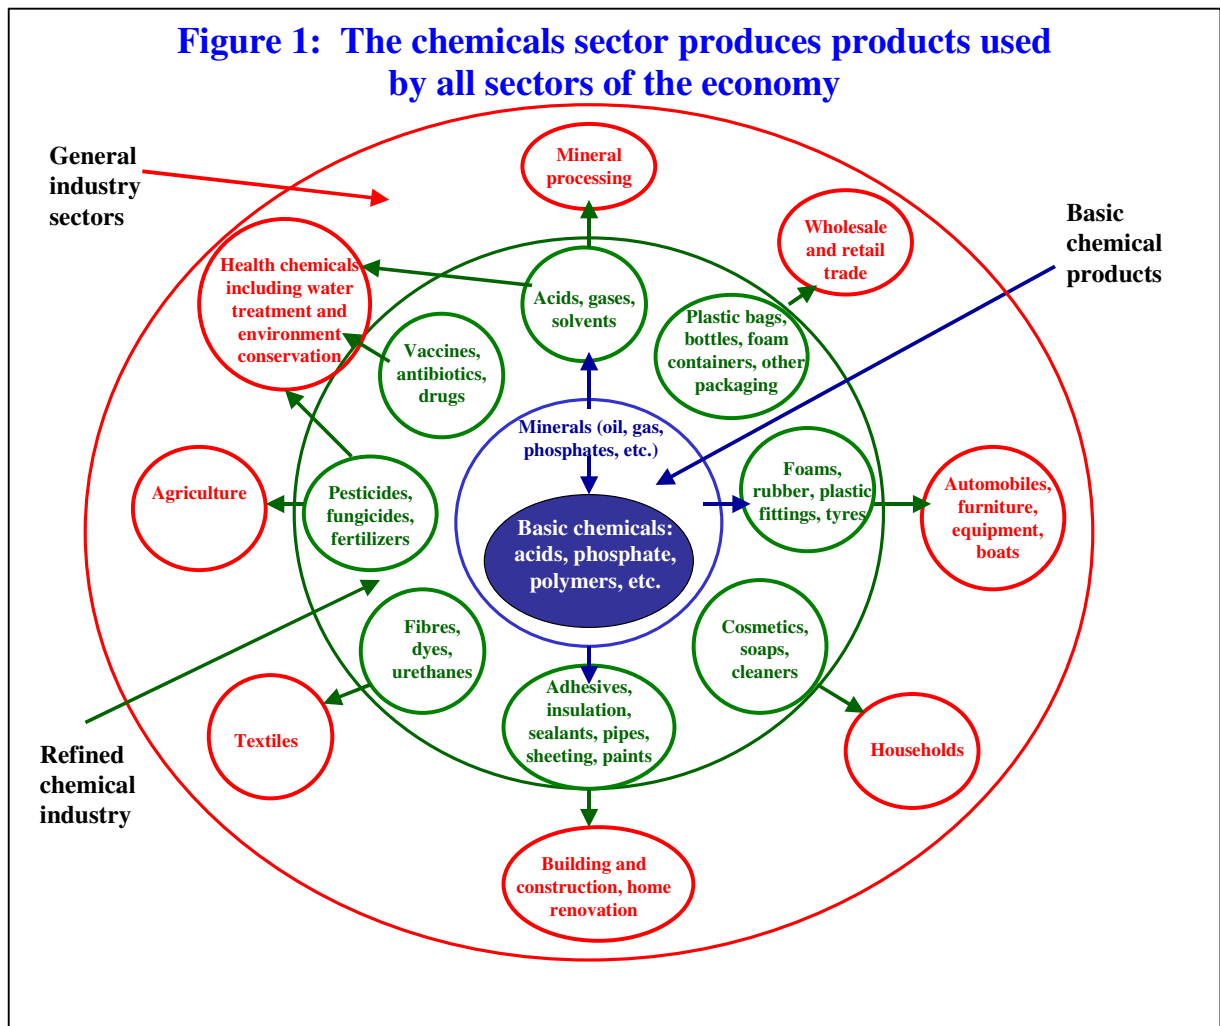 Figure 1:  The chemicals sector produces products used
by all sectors of the economy
General
industry
sectors
Mineral
processing
Wholesale
and retail
trade
Basic
chemical
products
Health chemicals
including water
treatment and
environment
conservation
Acids, gases,
solvents
Plastic bags,
bottles, foam
containers, other
packaging
Vaccines,
antibiotics,
drugs
Minerals (oil, gas,
phosphates, etc.)
Agriculture
Pesticides,
fungicides,
fertilizers
Foams,
rubber, plastic
fittings, tyres
Automobiles,
furniture,
equipment,
boats
Basic chemicals:
acids, phosphate,
polymers, etc.
Fibres,
dyes,
urethanes
Cosmetics,
soaps,
cleaners
Adhesives,
insulation,
sealants, pipes,
sheeting, paints
Textiles
Households
Refined
chemical
industry
Building and
construction, home
renovation